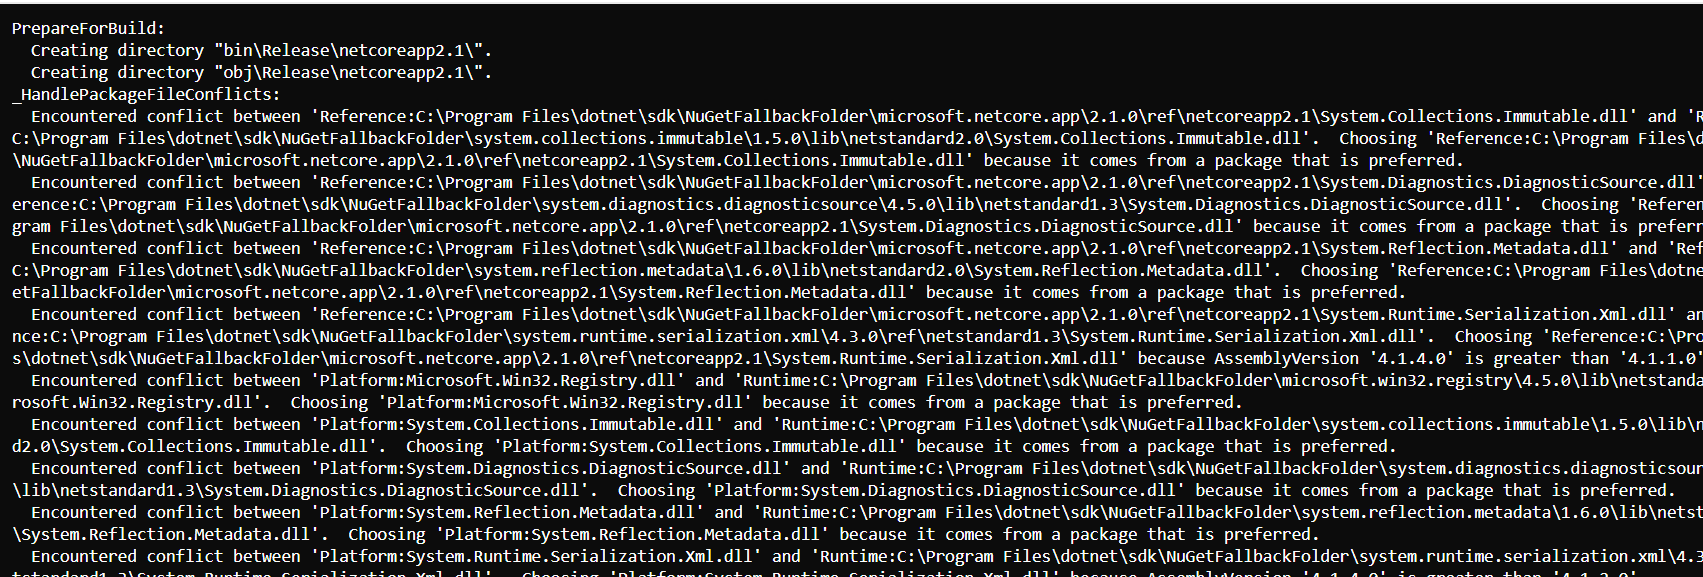 PrepareForBuild:
  Creating directory "bin\Release\netcoreapp2.1\".
  Creating directory "obj\Release\netcoreapp2.1\".
_HandlePackageFileConflicts:
  Encountered conflict between 'Reference:C:\Program Files\dotnet\sdk\NuGetFallbackFolder\microsoft.netcore.app\2.1.0\ref\netcoreapp2.1\System.Collections.Immutable.dll' and 'R
C:\Program Files\dotnet\sdk\NuGetFallbackFolder\system.collections.immutable\1.5.0\lib\netstandard2.0\System.Collections.Immutable.dll'.  Choosing 'Reference:C:\Program Files\d
\NuGetFallbackFolder\microsoft.netcore.app\2.1.0\ref\netcoreapp2.1\System.Collections.Immutable.dll' because it comes from a package that is preferred.
  Encountered conflict between 'Reference:C:\Program Files\dotnet\sdk\NuGetFallbackFolder\microsoft.netcore.app\2.1.0\ref\netcoreapp2.1\System.Diagnostics.DiagnosticSource.dll'
erence:C:\Program Files\dotnet\sdk\NuGetFallbackFolder\system.diagnostics.diagnosticsource\4.5.0\lib\netstandard1.3\System.Diagnostics.DiagnosticSource.dll'.  Choosing 'Referen
gram Files\dotnet\sdk\NuGetFallbackFolder\microsoft.netcore.app\2.1.0\ref\netcoreapp2.1\System.Diagnostics.DiagnosticSource.dll' because it comes from a package that is preferr
  Encountered conflict between 'Reference:C:\Program Files\dotnet\sdk\NuGetFallbackFolder\microsoft.netcore.app\2.1.0\ref\netcoreapp2.1\System.Reflection.Metadata.dll' and 'Ref
C:\Program Files\dotnet\sdk\NuGetFallbackFolder\system.reflection.metadata\1.6.0\lib\netstandard2.0\System.Reflection.Metadata.dll'.  Choosing 'Reference:C:\Program Files\dotne
etFallbackFolder\microsoft.netcore.app\2.1.0\ref\netcoreapp2.1\System.Reflection.Metadata.dll' because it comes from a package that is preferred.
  Encountered conflict between 'Reference:C:\Program Files\dotnet\sdk\NuGetFallbackFolder\microsoft.netcore.app\2.1.0\ref\netcoreapp2.1\System.Runtime.Serialization.Xml.dll' an
nce:C:\Program Files\dotnet\sdk\NuGetFallbackFolder\system.runtime.serialization.xml\4.3.0\ref\netstandard1.3\System.Runtime.Serialization.Xml.dll'.  Choosing 'Reference:C:\Pro
s\dotnet\sdk\NuGetFallbackFolder\microsoft.netcore.app\2.1.0\ref\netcoreapp2.1\System.Runtime.Serialization.Xml.dll' because AssemblyVersion '4.1.4.0' is greater than '4.1.1.0'
  Encountered conflict between 'Platform:Microsoft.Win32.Registry.dll' and 'Runtime:C:\Program Files\dotnet\sdk\NuGetFallbackFolder\microsoft.win32.registry\4.5.0\lib\netstanda
rosoft.Win32.Registry.dll'.  Choosing 'Platform:Microsoft.Win32.Registry.dll' because it comes from a package that is preferred.
  Encountered conflict between 'Platform:System.Collections.Immutable.dll' and 'Runtime:C:\Program Files\dotnet\sdk\NuGetFallbackFolder\system.collections.immutable\1.5.0\lib\n
d2.0\System.Collections.Immutable.dll'.  Choosing 'Platform:System.Collections.Immutable.dll' because it comes from a package that is preferred.
  Encountered conflict between 'Platform:System.Diagnostics.DiagnosticSource.dll' and 'Runtime:C:\Program Files\dotnet\sdk\NuGetFallbackFolder\system.diagnostics.diagnosticsour
\lib\netstandard1.3\System.Diagnostics.DiagnosticSource.dll'.  Choosing 'Platform:System.Diagnostics.DiagnosticSource.dll' because it comes from a package that is preferred.
  Encountered conflict between 'Platform:System.Reflection.Metadata.dll' and 'Runtime:C:\Program Files\dotnet\sdk\NuGetFallbackFolder\system.reflection.metadata\1.6.0\lib\netst
\System.Reflection.Metadata.dll'.  Choosing 'Platform:System.Reflection.Metadata.dll' because it comes from a package that is preferred.
  Encountered conflict between 'Platform:System.Runtime.Serialization.Xml.dll' and 'Runtime:C:\Program Files\dotnet\sdk\NuGetFallbackFolder\system.runtime.serialization.xml\4.3